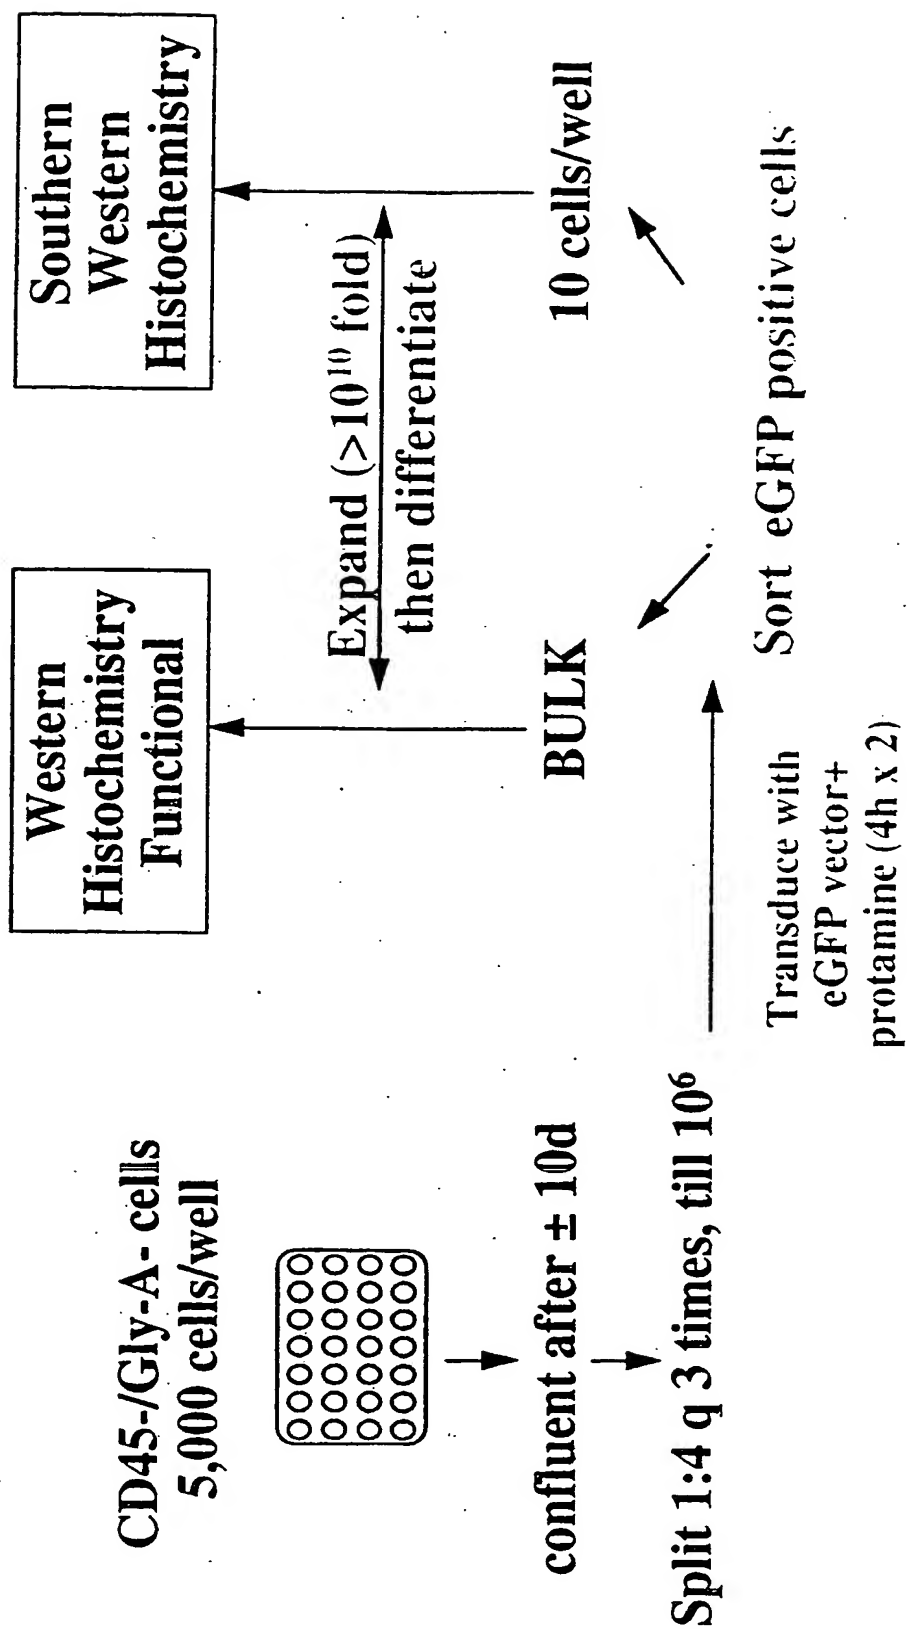 CD45-/Gly-A- cells
5,000 cells/well
confluent after ± 10d
Split 1:4 q 3 times, till 10⁶
Transduce with
eGFP vector+
protamine (4h x 2)
Sort eGFP positive cells
BULK
10 cells/well
Expand (>10¹⁰ fold)
then differentiate
Western
Histochemistry
Functional
Southern
Western
Histochemistry